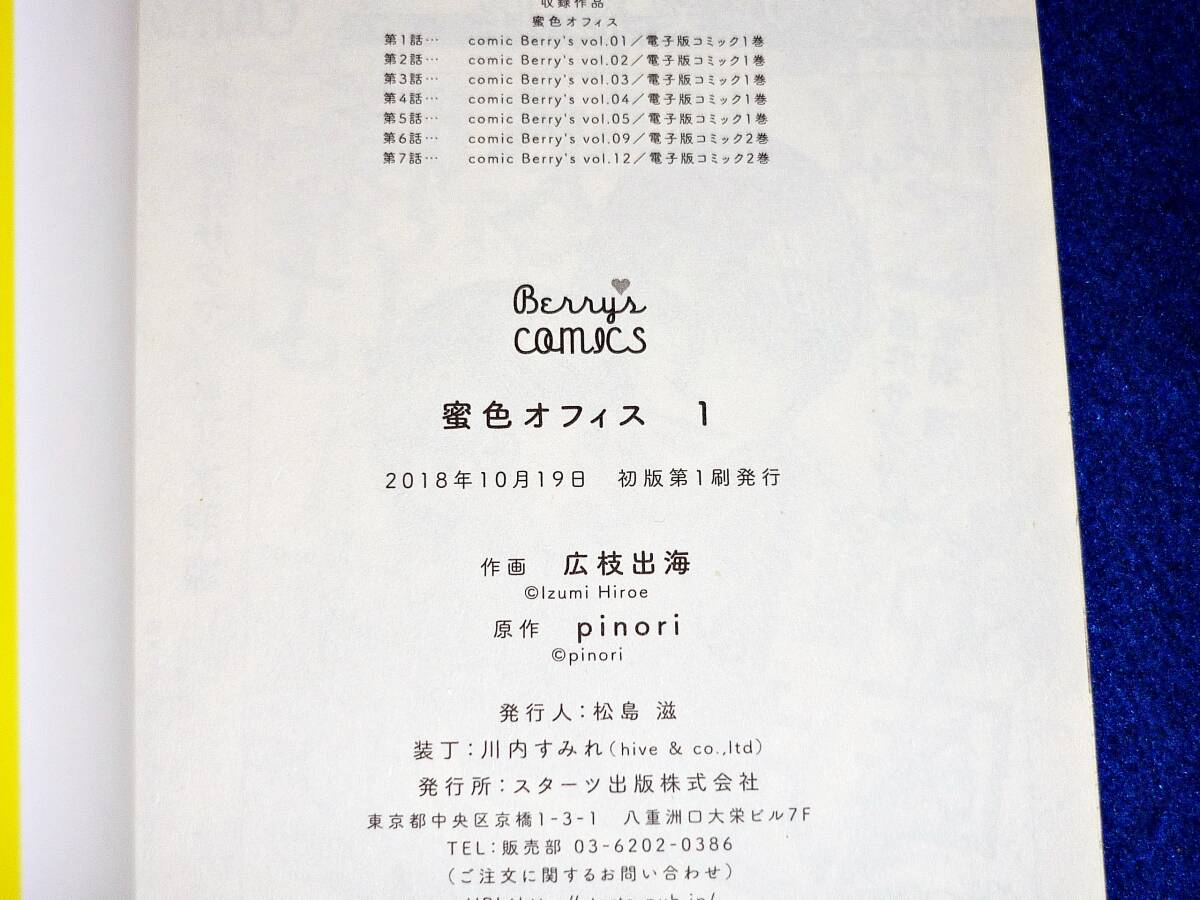 収録作品
蜜色オフィス
第1話… comic Berry's vol.01／電子版コミック1巻
第2話… comic Berry's vol.02／電子版コミック1巻
第3話… comic Berry's vol.03／電子版コミック1巻
第4話… comic Berry's vol.04／電子版コミック1巻
第5話… comic Berry's vol.05／電子版コミック1巻
第6話… comic Berry's vol.09／電子版コミック2巻
第7話… comic Berry's vol.12／電子版コミック2巻
Berry's
COMICS
蜜色オフィス 1
2018年10月19日 初版第1刷発行
作画 広枝出海
©Izumi Hiroe
原作 pinori
©pinori
発行人：松島 滋
装丁：川内すみれ（hive & co.,ltd）
発行所：スターツ出版株式会社
東京都中央区京橋1-3-1 八重洲口大栄ビル7F
TEL：販売部 03-6202-0386
（ご注文に関するお問い合わせ）